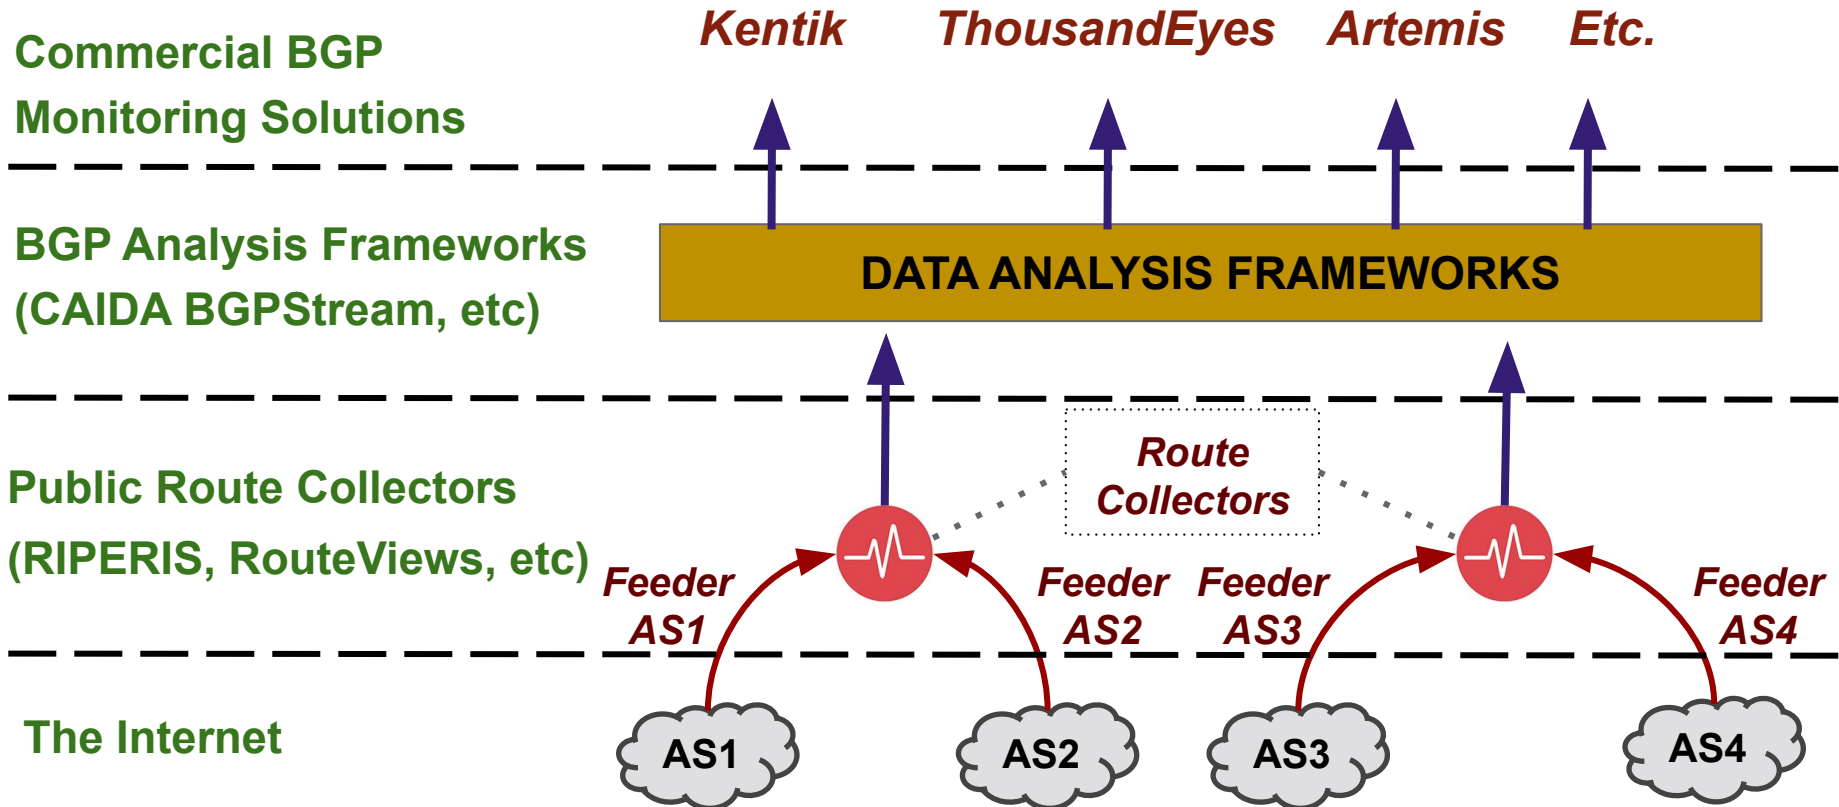 Commercial BGP
Monitoring Solutions
Kentik
ThousandEyes
Artemis
Etc.
BGP Analysis Frameworks
(CAIDA BGPStream, etc)
DATA ANALYSIS FRAMEWORKS
Public Route Collectors
(RIPERIS, RouteViews, etc)
Route
Collectors
Feeder
AS1
Feeder
AS2
Feeder
AS3
Feeder
AS4
The Internet
AS1
AS2
AS3
AS4